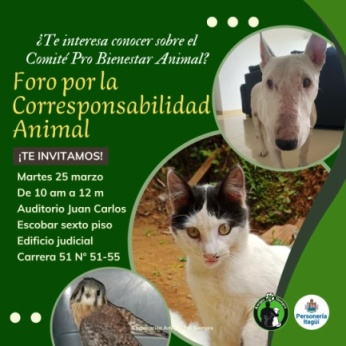 ¿Te interesa conocer sobre el
Comité Pro Bienestar Animal?
Foro por la
Corresponsabilidad
Animal
¡TE INVITAMOS!
Martes 25 marzo
De 10 am a 12 m
Auditorio Juan Carlos
Escobar sexto piso
Edificio judicial
Carrera 51 N° 51-55
Personería
Itagüí